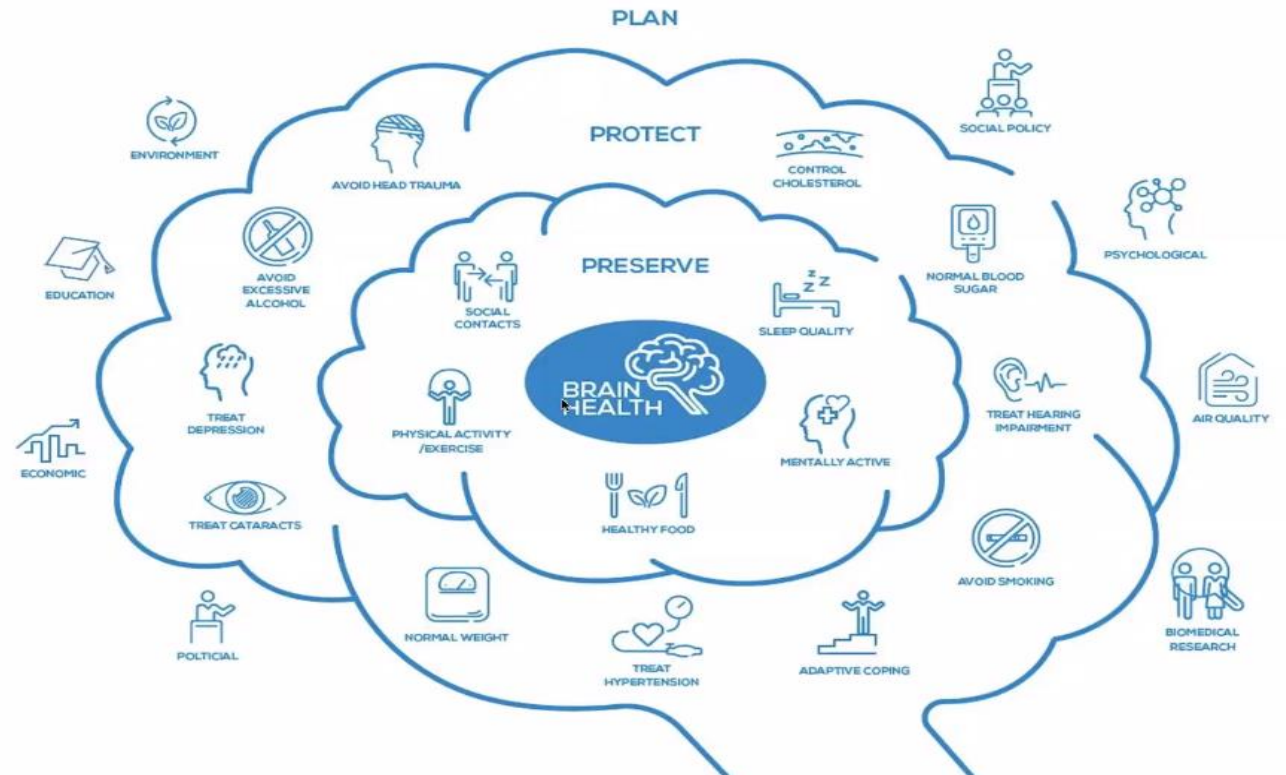 PLAN
SOCIAL POLICY
ENVIRONMENT
PROTECT
AVOID HEAD TRAUMA
CONTROL
CHOLESTEROL
PSYCHOLOGICAL
EDUCATION
AVOID
EXCESSIVE
ALCOHOL
PRESERVE
NORMAL BLOOD
SUGAR
SOCIAL
CONTACTS
Z Z Z
SLEEP QUALITY
BRAIN
HEALTH
TREAT
DEPRESSION
PHYSICAL ACTIVITY
/EXERCISE
MENTALLY ACTIVE
TREAT HEARING
IMPAIRMENT
AIR QUALITY
ECONOMIC
TREAT CATARACTS
HEALTHY FOOD
AVOID SMOKING
POLTICIAL
NORMAL WEIGHT
TREAT
HYPERTENSION
ADAPTIVE COPING
BIOMEDICAL
RESEARCH